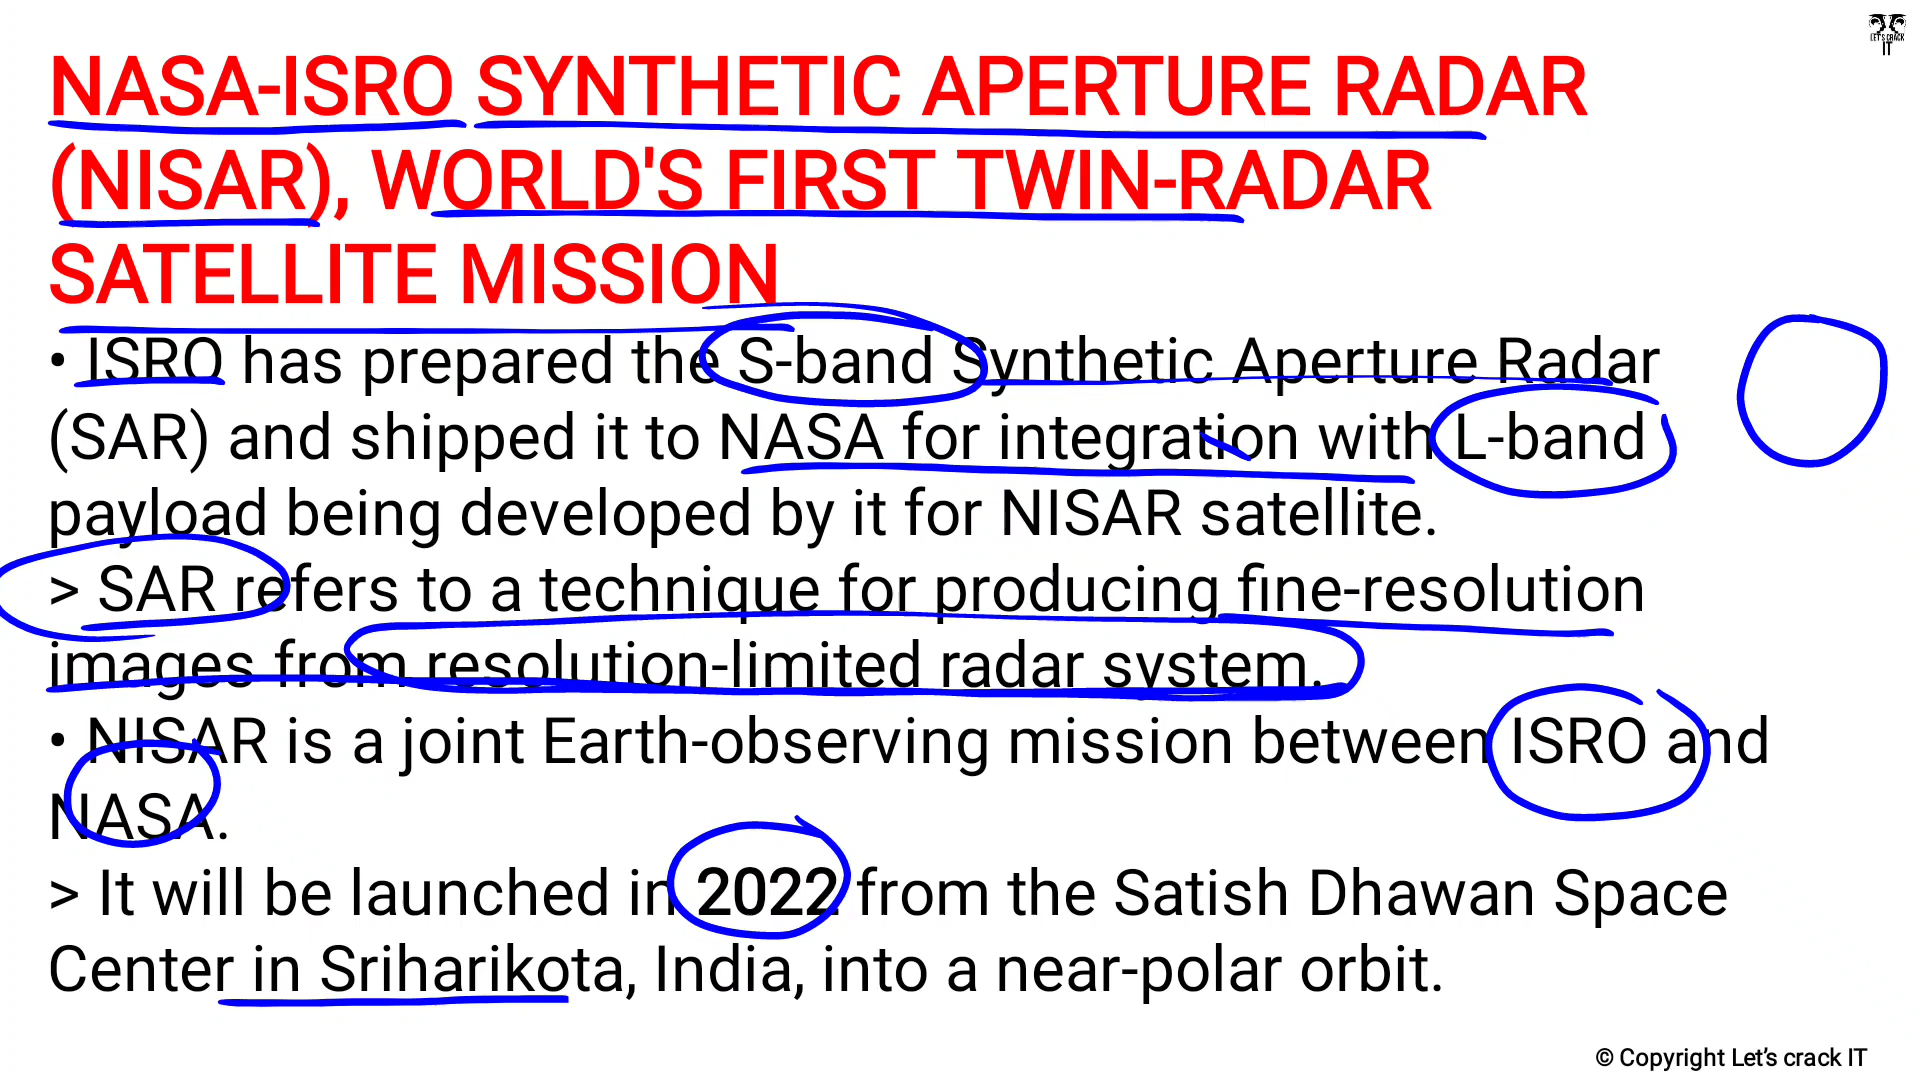 LET'S CRACK
IT
NASA-ISRO SYNTHETIC APERTURE RADAR
(NISAR), WORLD'S FIRST TWIN-RADAR
SATELLITE MISSION
• ISRO has prepared the S-band Synthetic Aperture Radar
(SAR) and shipped it to NASA for integration with L-band
payload being developed by it for NISAR satellite.
> SAR refers to a technique for producing fine-resolution
images from resolution-limited radar system.
• NISAR is a joint Earth-observing mission between ISRO and
NASA.
> It will be launched in 2022 from the Satish Dhawan Space
Center in Sriharikota, India, into a near-polar orbit.
© Copyright Let's crack IT